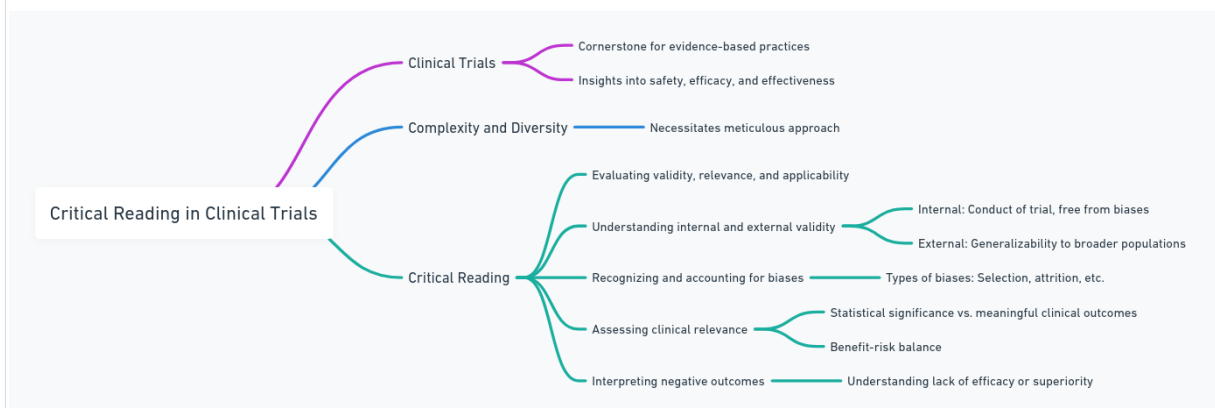 Critical Reading in Clinical Trials
Clinical Trials
Cornerstone for evidence-based practices
Insights into safety, efficacy, and effectiveness
Complexity and Diversity
Necessitates meticulous approach
Critical Reading
Evaluating validity, relevance, and applicability
Understanding internal and external validity
Internal: Conduct of trial, free from biases
External: Generalizability to broader populations
Recognizing and accounting for biases
Types of biases: Selection, attrition, etc.
Assessing clinical relevance
Statistical significance vs. meaningful clinical outcomes
Benefit-risk balance
Interpreting negative outcomes
Understanding lack of efficacy or superiority